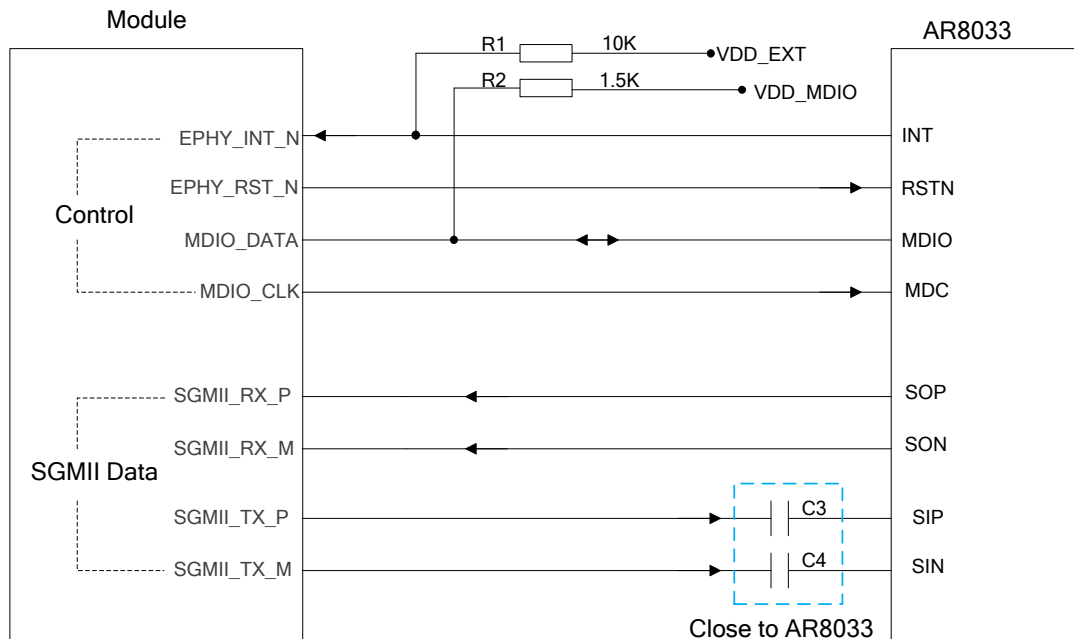 Module
AR8033
R1 10K VDD_EXT
R2 1.5K VDD_MDIO
EPHY_INT_N INT
EPHY_RST_N RSTN
Control
MDIO_DATA MDIO
MDIO_CLK MDC
SGMII_RX_P SOP
SGMII_RX_M SON
SGMII Data
SGMII_TX_P C3 SIP
SGMII_TX_M C4 SIN
Close to AR8033